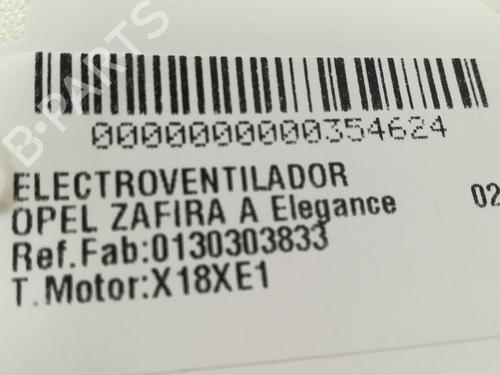 0000000000354624
ELECTROVENTILADOR
OPEL ZAFIRA A Elegance 02
Ref.Fab:0130303833
T.Motor:X18XE1
B-PARTS